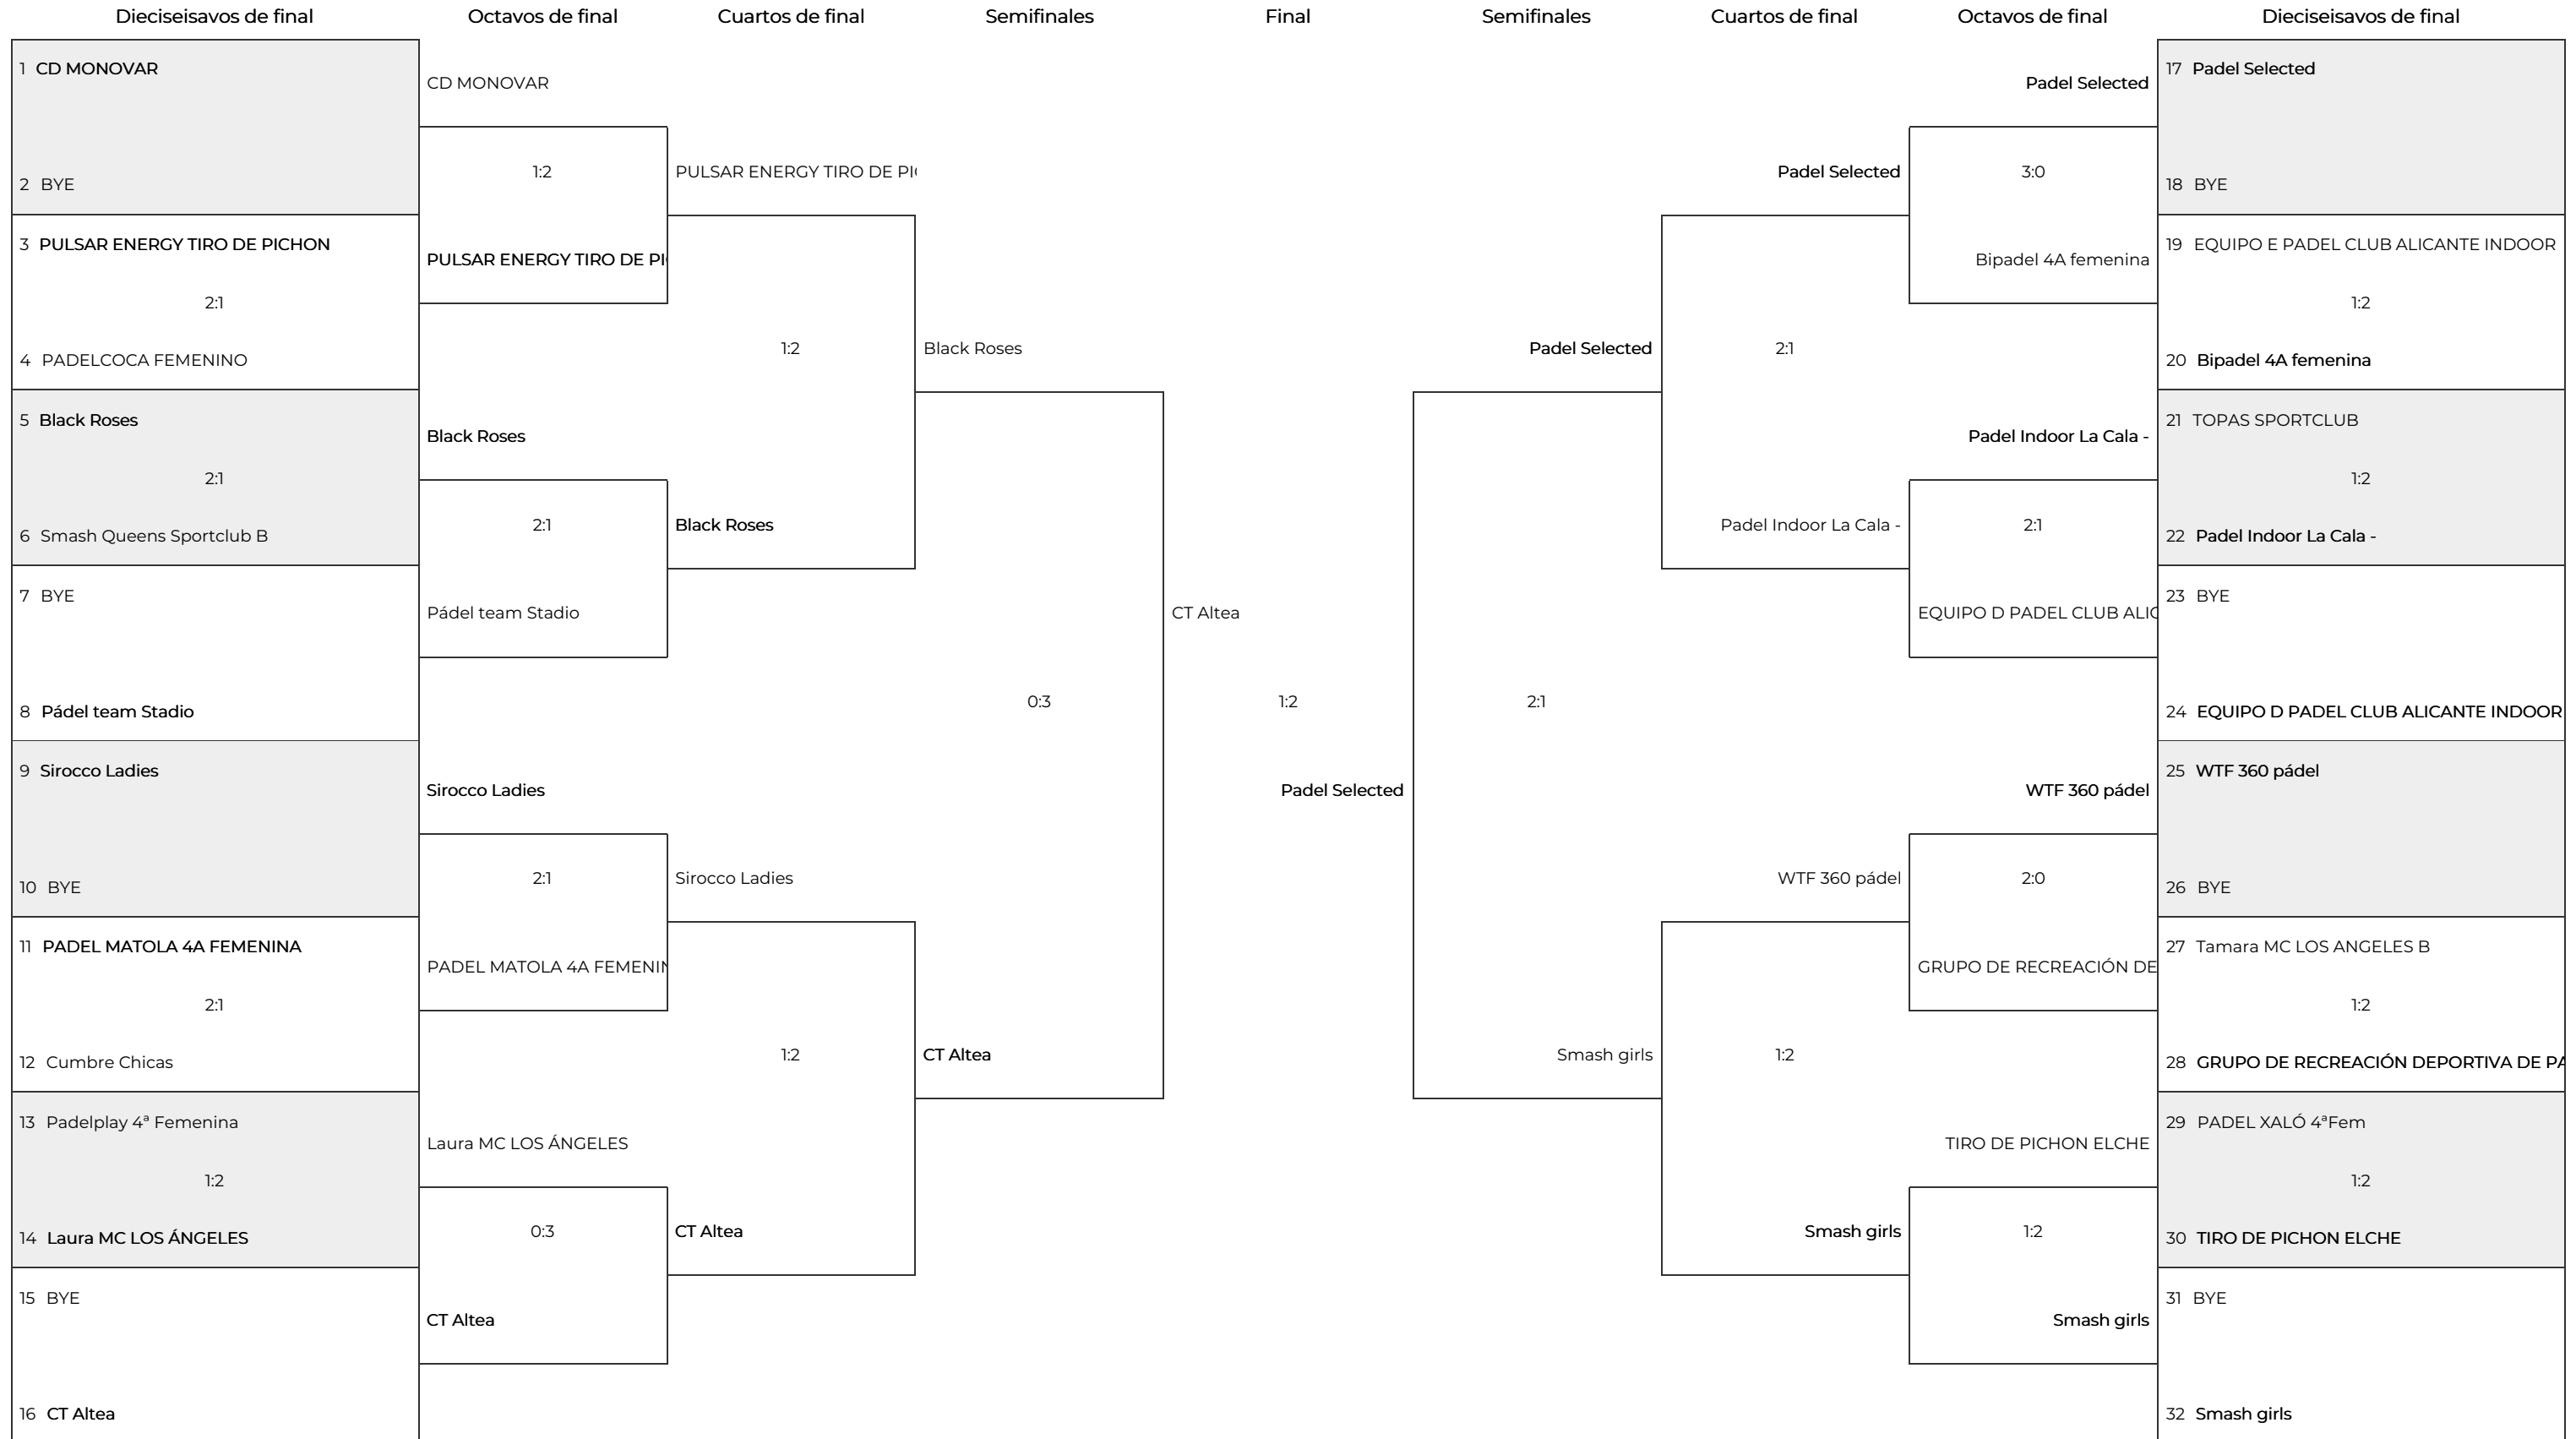 Dieciseisavos de final
Octavos de final
Cuartos de final
Semifinales
Final
Semifinales
Cuartos de final
Octavos de final
Dieciseisavos de final
1 CD MONOVAR
2 BYE
3 PULSAR ENERGY TIRO DE PICHON
2:1
4 PADELCOCA FEMENINO
5 Black Roses
2:1
6 Smash Queens Sportclub B
7 BYE
8 Pádel team Stadio
9 Sirocco Ladies
10 BYE
11 PADEL MATOLA 4A FEMENINA
2:1
12 Cumbre Chicas
13 Padelplay 4ª Femenina
1:2
14 Laura MC LOS ÁNGELES
15 BYE
16 CT Altea
CD MONOVAR
1:2
PULSAR ENERGY TIRO DE PI
Black Roses
2:1
Pádel team Stadio
Sirocco Ladies
2:1
PADEL MATOLA 4A FEMENIN
Laura MC LOS ÁNGELES
0:3
CT Altea
PULSAR ENERGY TIRO DE PI
1:2
Black Roses
Sirocco Ladies
1:2
CT Altea
Black Roses
0:3
CT Altea
CT Altea
1:2
Padel Selected
Padel Selected
2:1
Smash girls
Padel Selected
2:1
Padel Indoor La Cala -
WTF 360 pádel
1:2
Smash girls
Padel Selected
3:0
Bipadel 4A femenina
Padel Indoor La Cala -
2:1
EQUIPO D PADEL CLUB ALIC
WTF 360 pádel
2:0
GRUPO DE RECREACIÓN DE
TIRO DE PICHON ELCHE
1:2
Smash girls
17 Padel Selected
18 BYE
19 EQUIPO E PADEL CLUB ALICANTE INDOOR
1:2
20 Bipadel 4A femenina
21 TOPAS SPORTCLUB
1:2
22 Padel Indoor La Cala -
23 BYE
24 EQUIPO D PADEL CLUB ALICANTE INDOOR
25 WTF 360 pádel
26 BYE
27 Tamara MC LOS ANGELES B
1:2
28 GRUPO DE RECREACIÓN DEPORTIVA DE PA
29 PADEL XALÓ 4ªFem
1:2
30 TIRO DE PICHON ELCHE
31 BYE
32 Smash girls